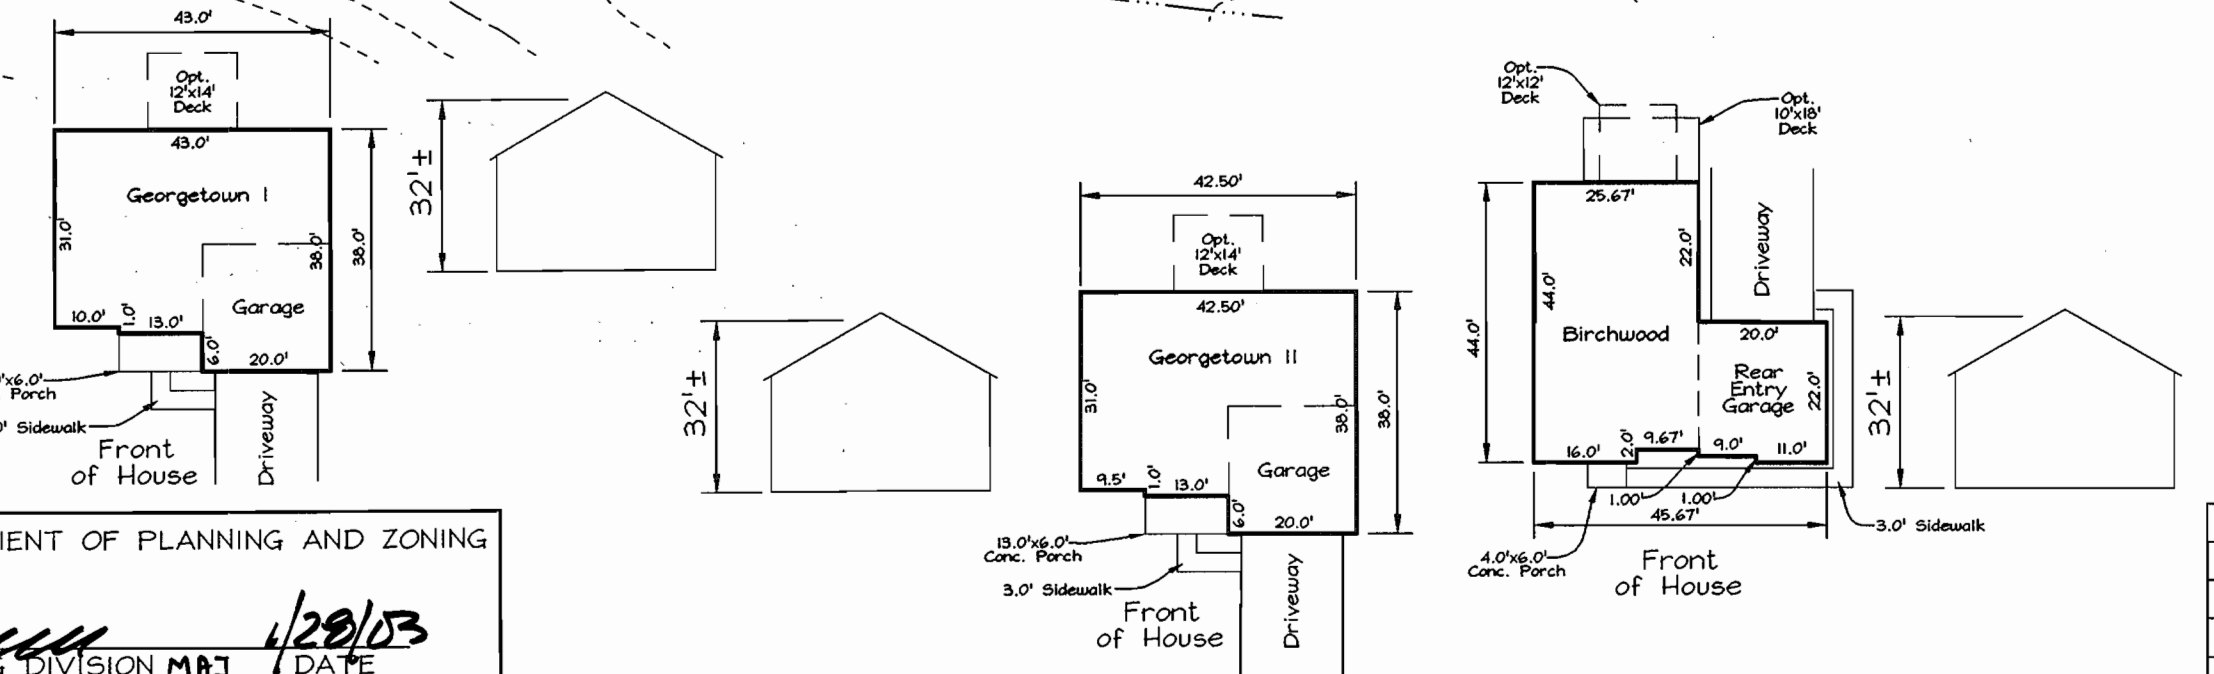 43.0'
Opt.
12'x14'
Deck
43.0'
Georgetown I
31.0'
38.0'
38.0'
Garage
10.0'
1.0'
13.0'
6.0'
20.0'
'x6.0'
Porch
' Sidewalk
Front
of House
Driveway
32'±
32'±
42.50'
Opt.
12'x14'
Deck
42.50'
Georgetown II
31.0'
38.0'
38.0'
Garage
9.5'
1.0'
13.0'
6.0'
20.0'
13.0'x6.0'
Conc. Porch
3.0' Sidewalk
Front
of House
Driveway
Opt.
12'x12'
Deck
Opt.
10'x18'
Deck
25.67'
22.0'
Driveway
44.0'
44.0'
Birchwood
20.0'
Rear
Entry
Garage
22.0'
16.0'
2.0'
9.67'
9.0'
11.0'
1.00'
1.00'
45.67'
4.0'x6.0'
Conc. Porch
3.0' Sidewalk
Front
of House
32'±
MENT OF PLANNING AND ZONING
/28/03
DIVISION MAJ DATE